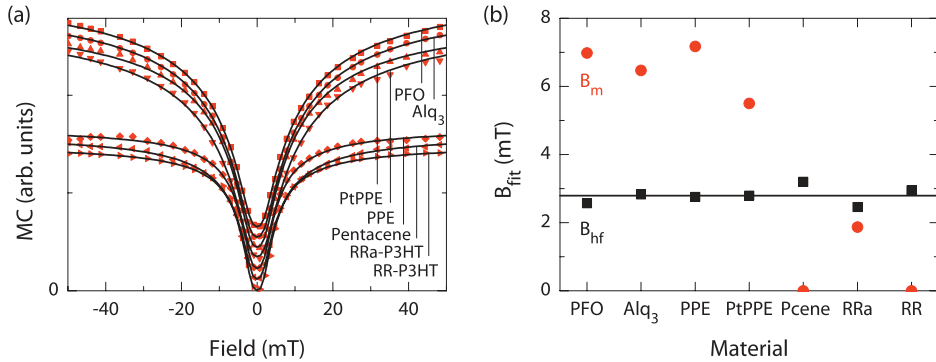 (a)
MC (arb. units)
0
-40
-20
0
20
40
Field (mT)
PFO
Alq3
PtPPE
PPE
Pentacene
RRa-P3HT
RR-P3HT
(b)
Bfit (mT)
8
6
4
2
0
Bm
Bhf
PFO Alq3 PPE PtPPE Pcene RRa RR
Material